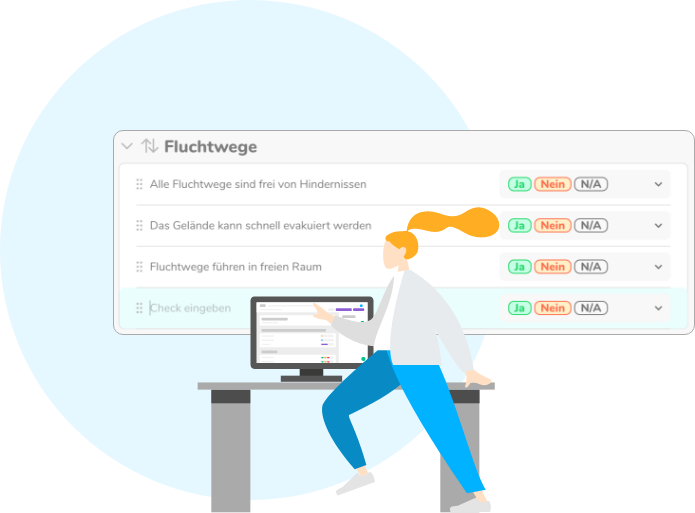 Fluchtwege
Alle Fluchtwege sind frei von Hindernissen Ja Nein N/A
Das Gelände kann schnell evakuiert werden Ja Nein N/A
Fluchtwege führen in freien Raum Ja Nein N/A
Check eingeben Ja Nein N/A